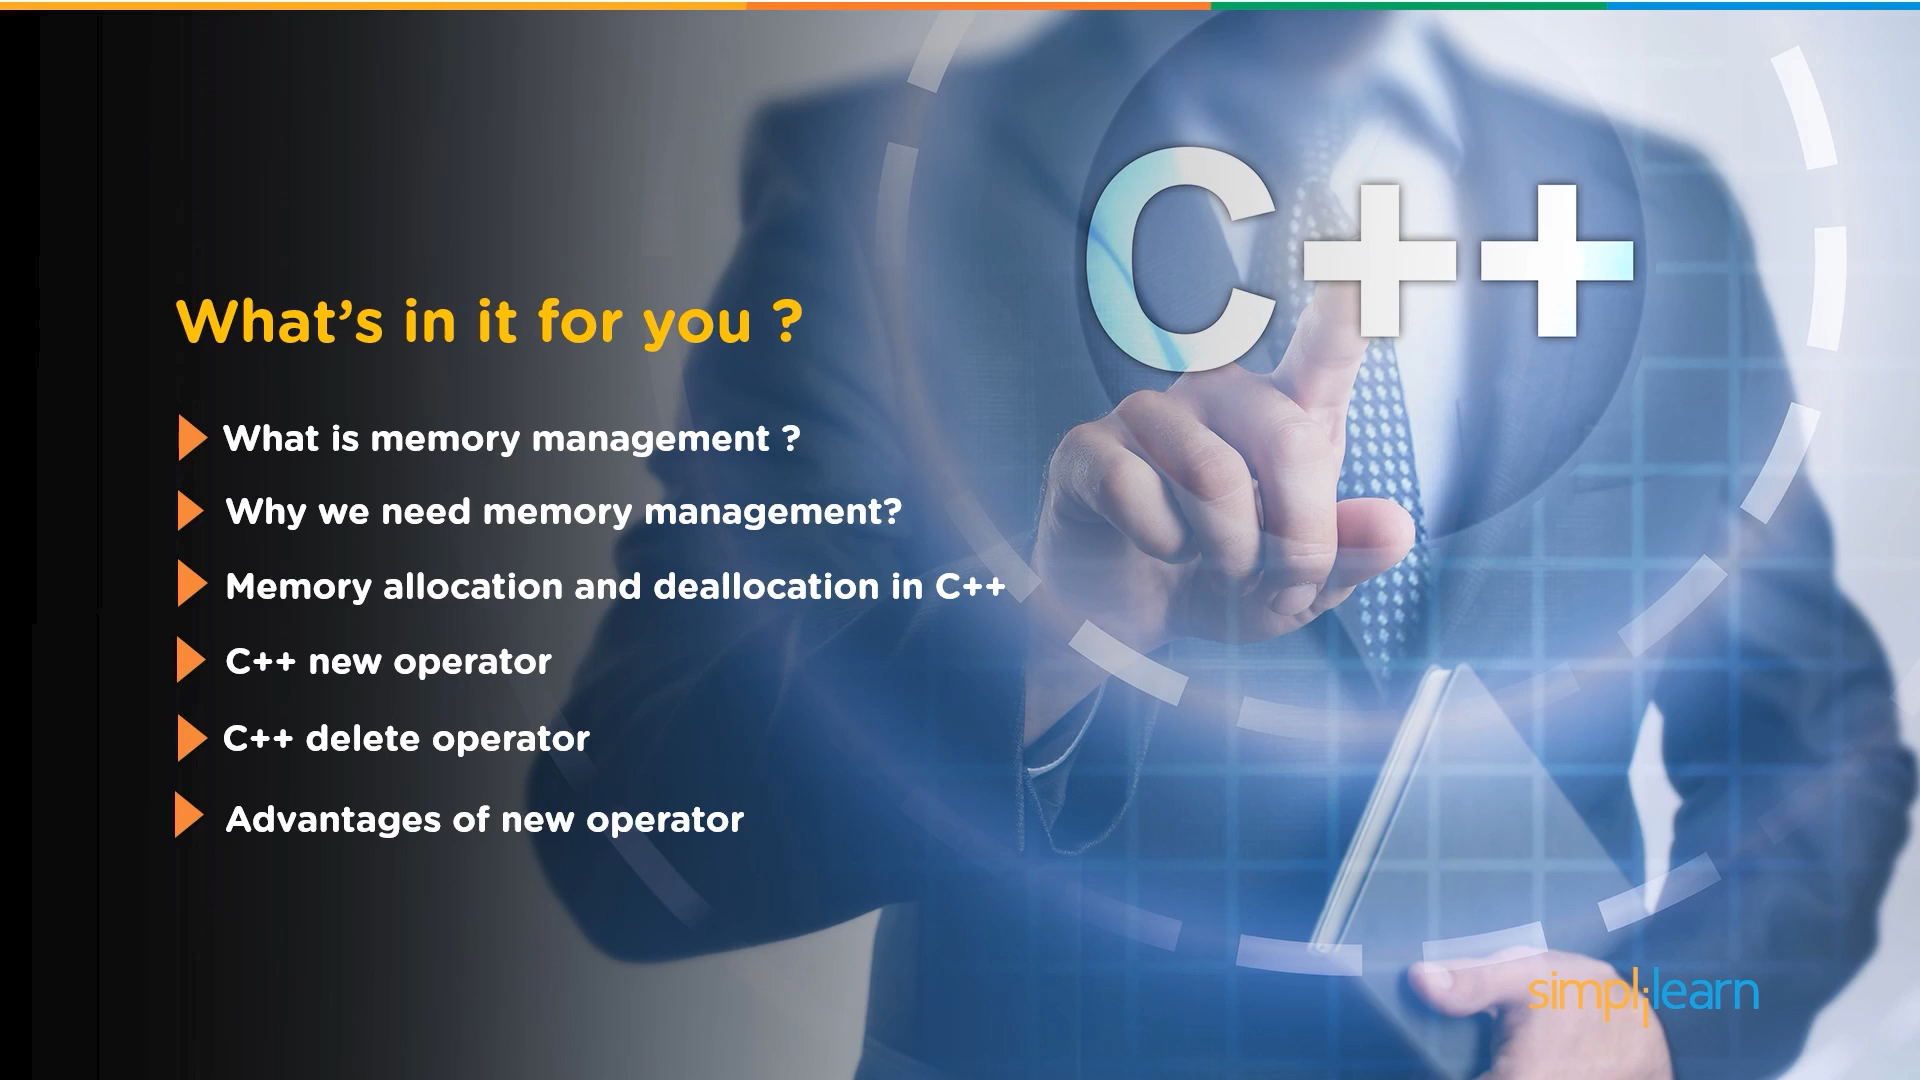 C++
What’s in it for you ?
What is memory management ?
Why we need memory management?
Memory allocation and deallocation in C++
C++ new operator
C++ delete operator
Advantages of new operator
simplilearn